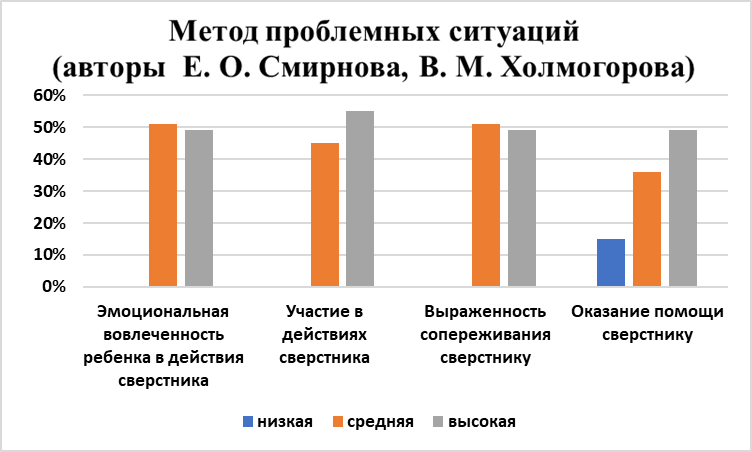 Метод проблемных ситуаций
(авторы Е. О. Смирнова, В. М. Холмогорова)
60%
50%
40%
30%
20%
10%
0%
Эмоциональная
вовлеченность
ребенка в действия
сверстника
Участие в
действиях
сверстника
Выраженность
сопереживания
сверстнику
Оказание помощи
сверстнику
низкая средняя высокая